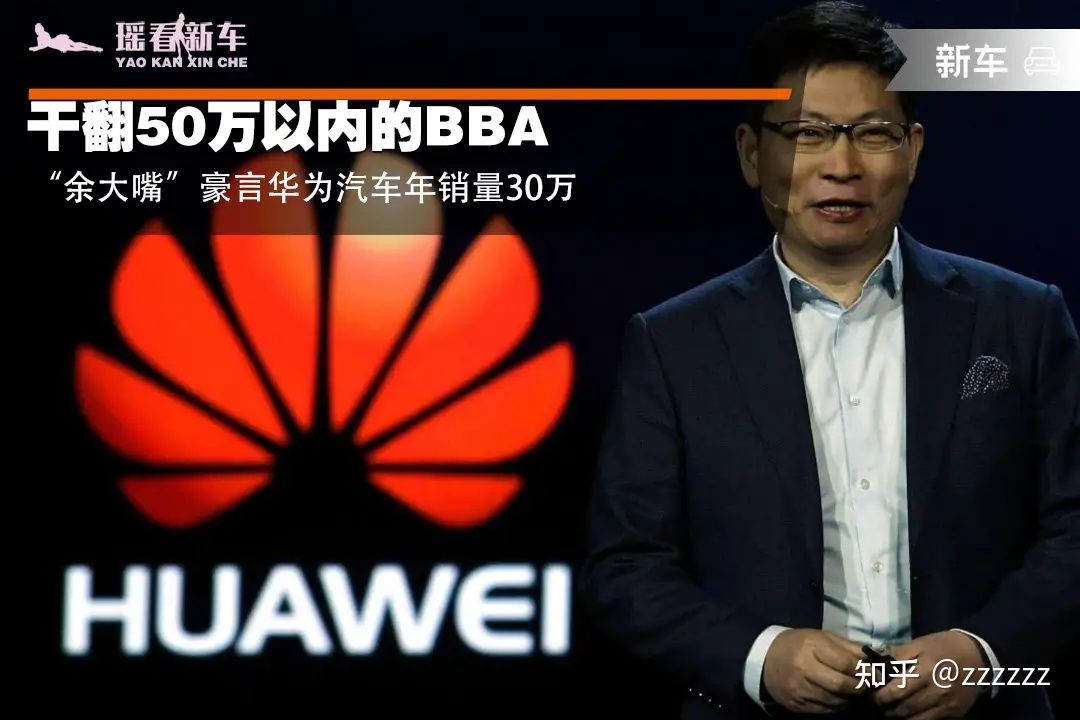 瑶看新车
YAO KAN XIN CHE
新车
干翻50万以内的BBA
“余大嘴”豪言华为汽车年销量30万
HUAWEI
知乎 @zzzzzz